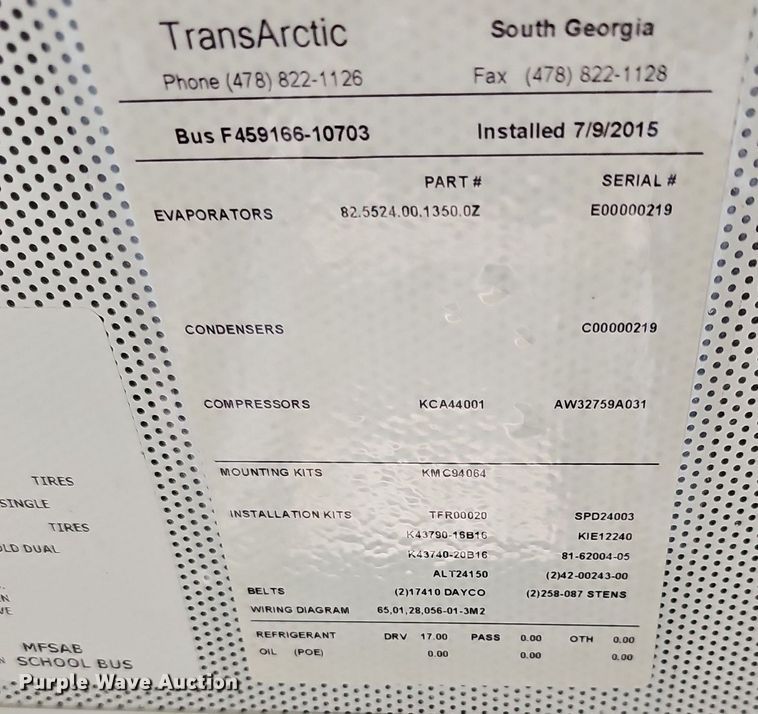 TransArctic South Georgia
Phone (478) 822-1126 Fax (478) 822-1128
Bus F459166-10703 Installed 7/9/2015
PART # SERIAL #
EVAPORATORS 82.5524.00.1350.0Z E00000219
CONDENSERS C00000219
COMPRESSORS KCA44001 AW32759A031
MOUNTING KITS KMC94064
INSTALLATION KITS TFR00020 SPD24003
K43790-16B16 KIE12240
K43740-20B16 81-62004-05
ALT24150 (2)42-00243-00
BELTS (2)17410 DAYCO (2)258-087 STENS
WIRING DIAGRAM 65,01,28,056-01-3M2
REFRIGERANT DRV 17.00 PASS 0.00 OTH 0.00
OIL (POE) 0.00 0.00 0.00
TIRES
SINGLE
TIRES
DUAL
MFSAB
SCHOOL BUS
Purple Wave Auction